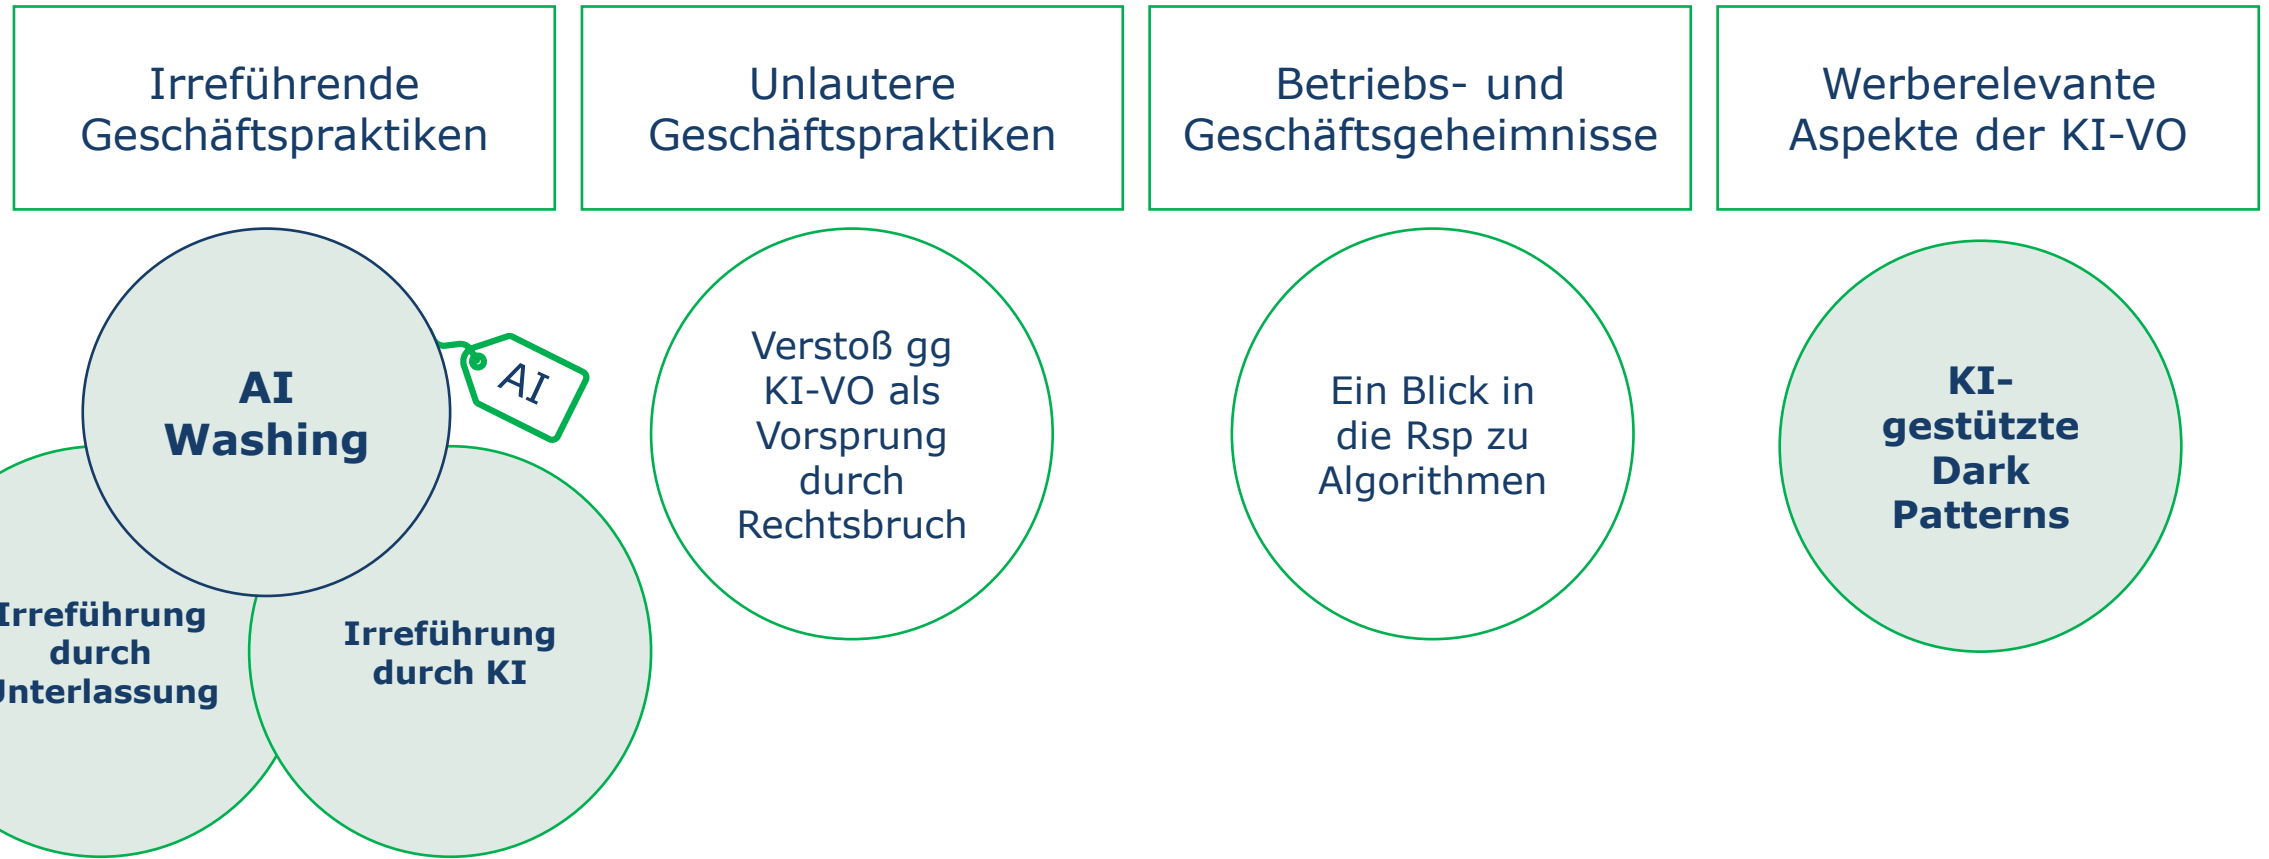 Irreführende
Geschäftspraktiken
Unlautere
Geschäftspraktiken
Betriebs- und
Geschäftsgeheimnisse
Werberelevante
Aspekte der KI-VO
AI
Washing
AI
Irreführung
durch
Unterlassung
Irreführung
durch KI
Verstoß gg
KI-VO als
Vorsprung
durch
Rechtsbruch
Ein Blick in
die Rsp zu
Algorithmen
KI-
gestützte
Dark
Patterns